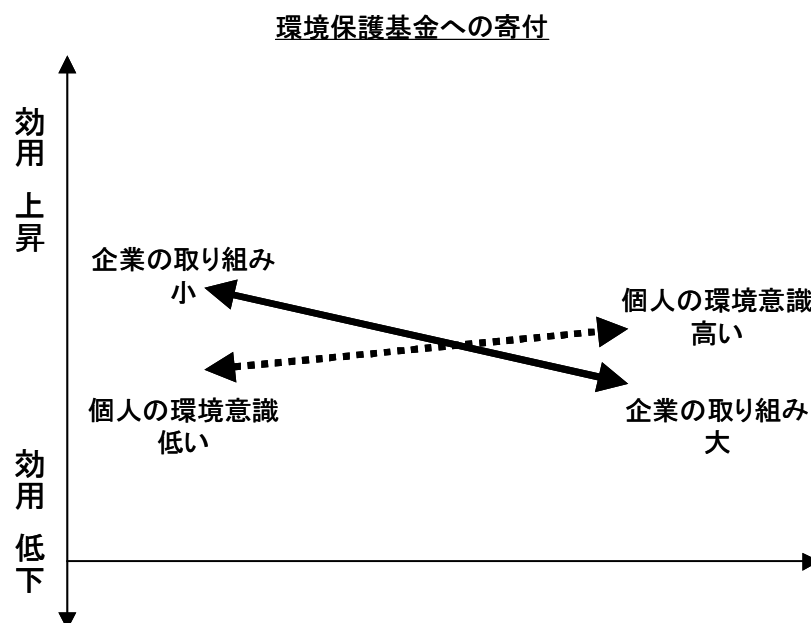 環境保護基金への寄付
効用 上昇
企業の取り組み
小
個人の環境意識
高い
個人の環境意識
低い
企業の取り組み
大
効用 低下